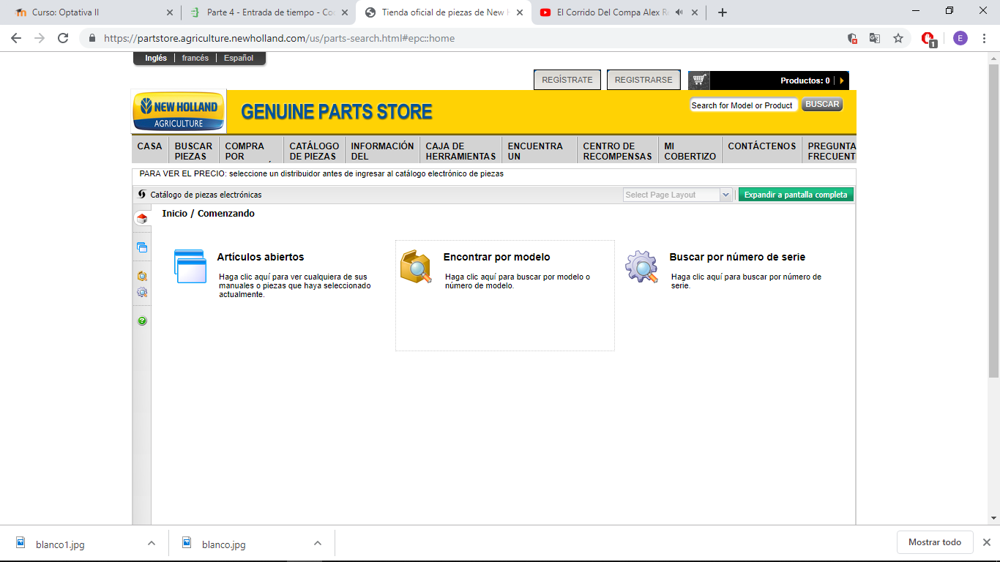 Curso: Optativa II
Parte 4 - Entrada de tiempo - Coc
Tienda oficial de piezas de New H
El Corrido Del Compa Alex R
https://partstore.agriculture.newholland.com/us/parts-search.html#epc::home
1
E
Inglés | francés | Español
REGÍSTRATE
REGISTRARSE
Productos: 0
NEW HOLLAND
AGRICULTURE
GENUINE PARTS STORE
Search for Model or Product
BUSCAR
CASA
BUSCAR
PIEZAS
COMPRA
POR
CATÁLOGO
DE PIEZAS
INFORMACIÓN
DEL
CAJA DE
HERRAMIENTAS
ENCUENTRA
UN
CENTRO DE
RECOMPENSAS
MI
COBERTIZO
CONTÁCTENOS
PREGUNTA
FRECUENT
PARA VER EL PRECIO: seleccione un distribuidor antes de ingresar al catálogo electrónico de piezas
Catálogo de piezas electrónicas
Select Page Layout
Expandir a pantalla completa
Inicio / Comenzando
Artículos abiertos
Haga clic aquí para ver cualquiera de sus
manuales o piezas que haya seleccionado
actualmente.
Encontrar por modelo
Haga clic aquí para buscar por modelo o
número de modelo.
Buscar por número de serie
Haga clic aquí para buscar por número de
serie.
blanco1.jpg
blanco.jpg
Mostrar todo